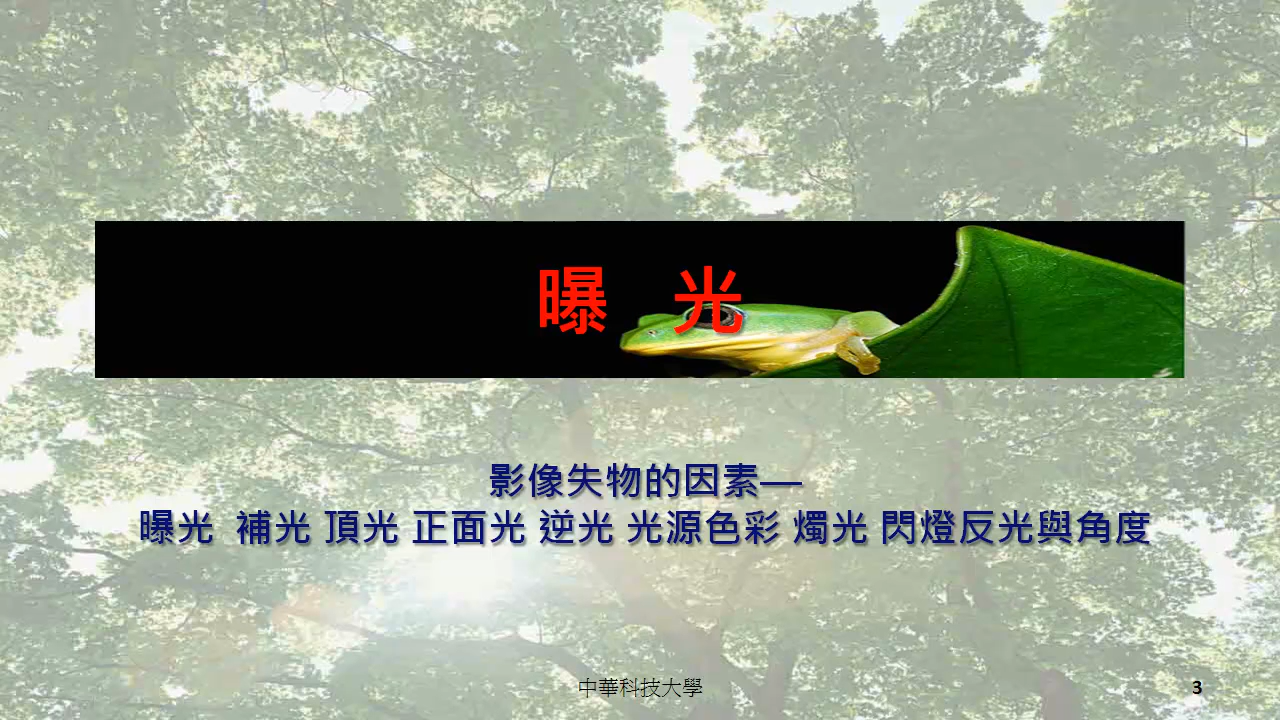 曝 光
影像失物的因素—
曝光 補光 頂光 正面光 逆光 光源色彩 燭光 閃燈反光與角度
中華科技大學
3